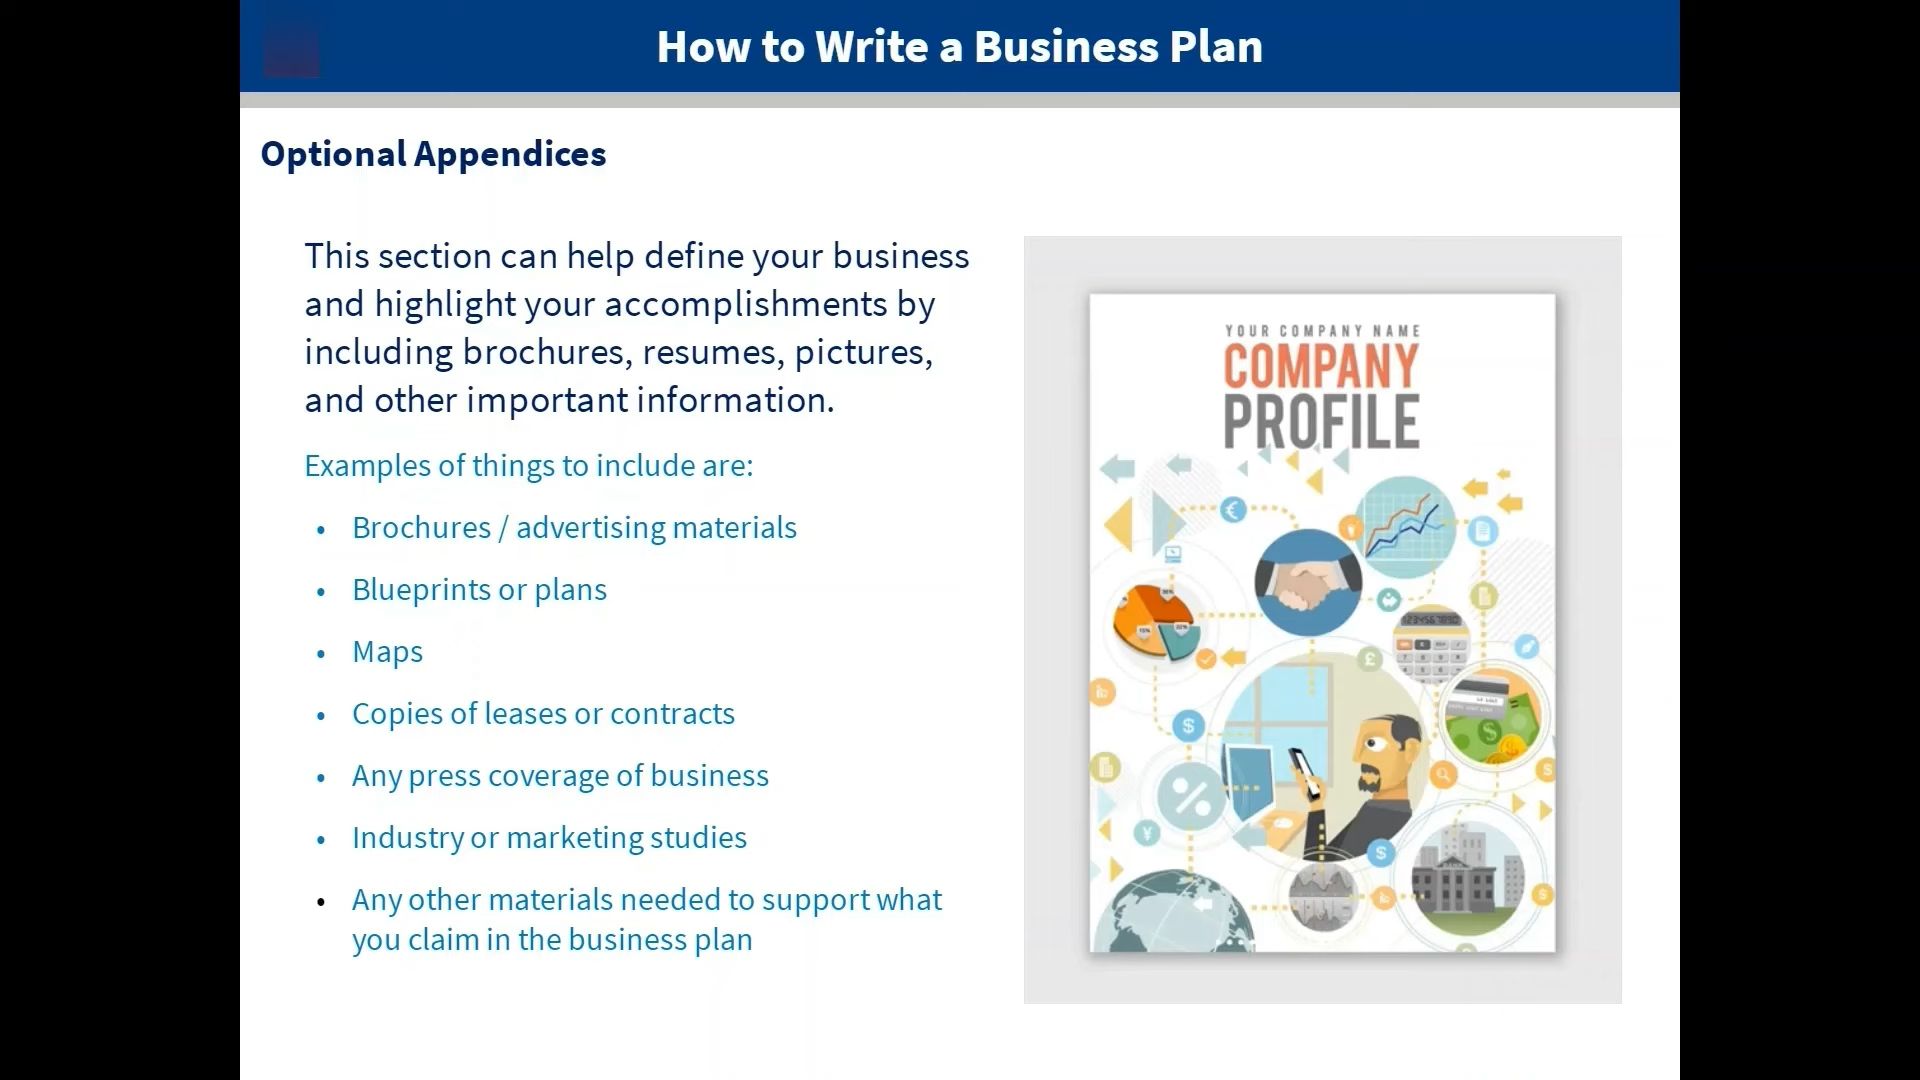 How to Write a Business Plan
Optional Appendices
This section can help define your business
and highlight your accomplishments by
including brochures, resumes, pictures,
and other important information.
Examples of things to include are:
• Brochures / advertising materials
• Blueprints or plans
• Maps
• Copies of leases or contracts
• Any press coverage of business
• Industry or marketing studies
• Any other materials needed to support what
you claim in the business plan
YOUR COMPANY NAME
COMPANY
PROFILE